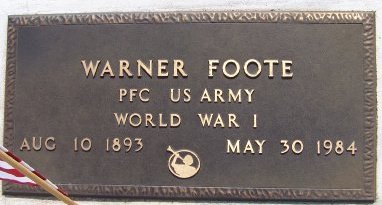 WARNER FOOTE
PFC US ARMY
WORLD WAR I
AUG 10 1893 MAY 30 1984